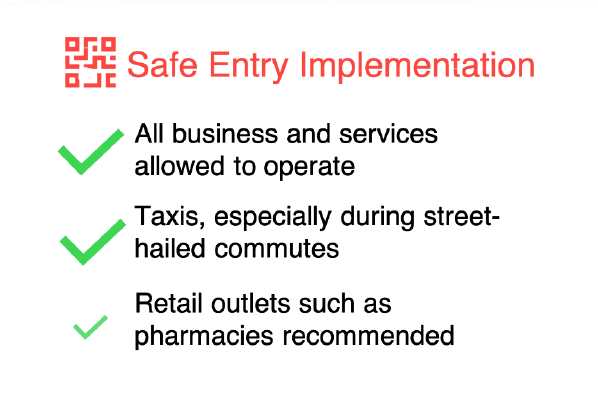 Safe Entry Implementation
All business and services
allowed to operate
Taxis, especially during street-
hailed commutes
Retail outlets such as
pharmacies recommended